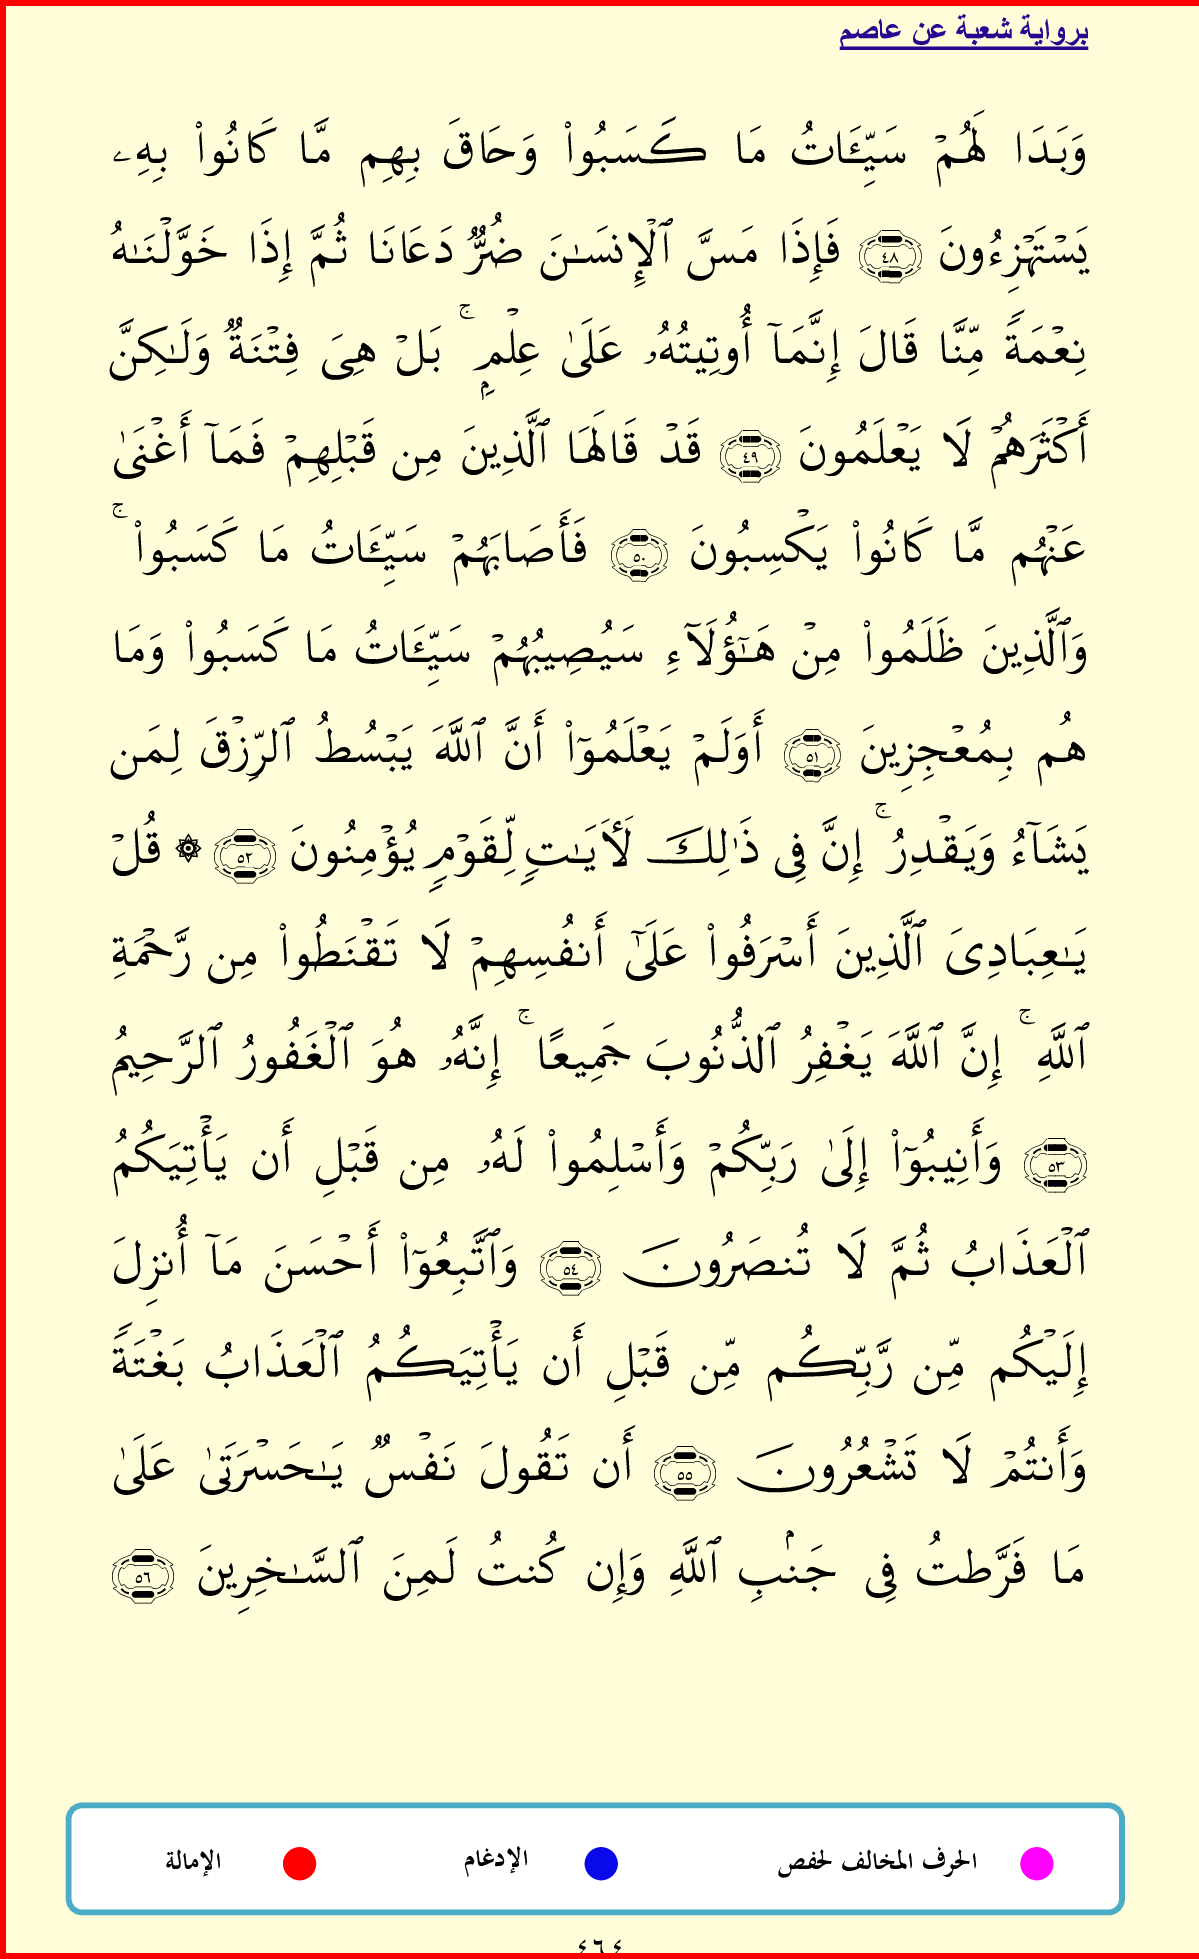 برواية شعبة عن عاصم
وَبَدَا لَهُمْ سَيِّـَٔاتُ مَا كَسَبُوا۟ وَحَاقَ بِهِم مَّا كَانُوا۟ بِهِۦ
يَسْتَهْزِءُونَ ٤٨ فَإِذَا مَسَّ ٱلْإِنسَـٰنَ ضُرٌّ دَعَانَا ثُمَّ إِذَا خَوَّلْنَـٰهُ
نِعْمَةً مِّنَّا قَالَ إِنَّمَآ أُوتِيتُهُۥ عَلَىٰ عِلْمٍۭ ۚ بَلْ هِىَ فِتْنَةٌ وَلَـٰكِنَّ
أَكْثَرَهُمْ لَا يَعْلَمُونَ ٤٩ قَدْ قَالَهَا ٱلَّذِينَ مِن قَبْلِهِمْ فَمَآ أَغْنَىٰ
عَنْهُم مَّا كَانُوا۟ يَكْسِبُونَ ٥٠ فَأَصَابَهُمْ سَيِّـَٔاتُ مَا كَسَبُوا۟ ۚ
وَٱلَّذِينَ ظَلَمُوا۟ مِنْ هَـٰٓؤُلَآءِ سَيُصِيبُهُمْ سَيِّـَٔاتُ مَا كَسَبُوا۟ وَمَا
هُم بِمُعْجِزِينَ ٥١ أَوَلَمْ يَعْلَمُوٓا۟ أَنَّ ٱللَّهَ يَبْسُطُ ٱلرِّزْقَ لِمَن
يَشَآءُ وَيَقْدِرُ ۚ إِنَّ فِى ذَٰلِكَ لَـَٔايَـٰتٍ لِّقَوْمٍ يُؤْمِنُونَ ٥٢ ۞ قُلْ
يَـٰعِبَادِىَ ٱلَّذِينَ أَسْرَفُوا۟ عَلَىٰٓ أَنفُسِهِمْ لَا تَقْنَطُوا۟ مِن رَّحْمَةِ
ٱللَّهِ ۚ إِنَّ ٱللَّهَ يَغْفِرُ ٱلذُّنُوبَ جَمِيعًا ۚ إِنَّهُۥ هُوَ ٱلْغَفُورُ ٱلرَّحِيمُ
٥٣ وَأَنِيبُوٓا۟ إِلَىٰ رَبِّكُمْ وَأَسْلِمُوا۟ لَهُۥ مِن قَبْلِ أَن يَأْتِيَكُمُ
ٱلْعَذَابُ ثُمَّ لَا تُنصَرُونَ ٥٤ وَٱتَّبِعُوٓا۟ أَحْسَنَ مَآ أُنزِلَ
إِلَيْكُم مِّن رَّبِّكُم مِّن قَبْلِ أَن يَأْتِيَكُمُ ٱلْعَذَابُ بَغْتَةً
وَأَنتُمْ لَا تَشْعُرُونَ ٥٥ أَن تَقُولَ نَفْسٌ يَـٰحَسْرَتَىٰ عَلَىٰ
مَا فَرَّطتُ فِى جَنۢبِ ٱللَّهِ وَإِن كُنتُ لَمِنَ ٱلسَّـٰخِرِينَ ٥٦
الحرف المخالف لحفص الإدغام الإمالة
٤٦٤